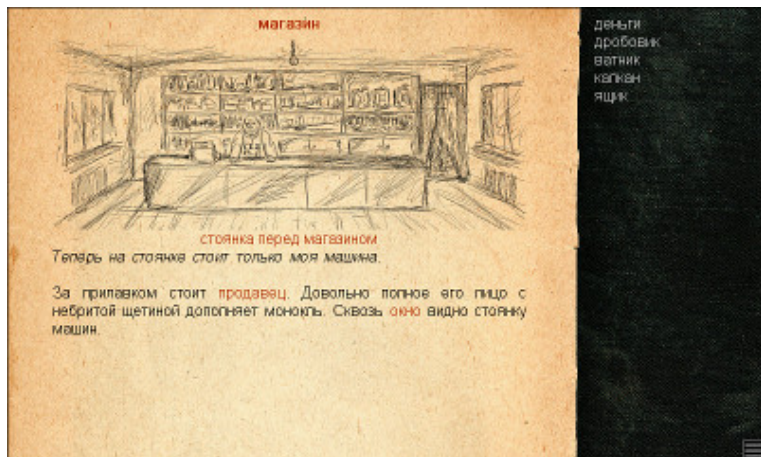 магазин
стоянка перед магазином
Теперь на стоянке стоит только моя машина.
За прилавком стоит продавец. Довольно полное его лицо с
небритой щетиной дополняет монокль. Сквозь окно видно стоянку
машин.
деньги
дробовик
ватник
капкан
ящик